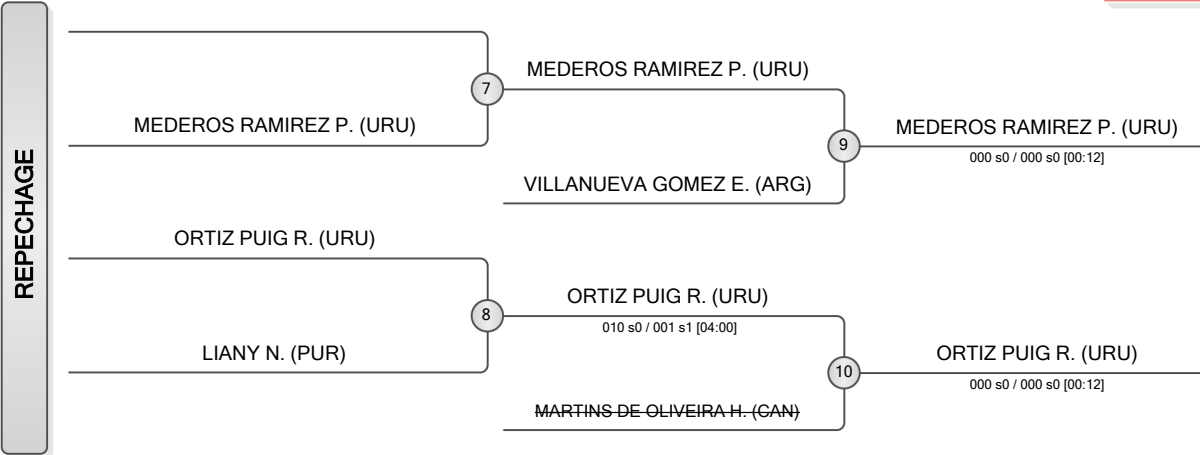 REPECHAGE
7
MEDEROS RAMIREZ P. (URU)
MEDEROS RAMIREZ P. (URU)
9
MEDEROS RAMIREZ P. (URU)
000 s0 / 000 s0 [00:12]
VILLANUEVA GOMEZ E. (ARG)
ORTIZ PUIG R. (URU)
8
ORTIZ PUIG R. (URU)
010 s0 / 001 s1 [04:00]
LIANY N. (PUR)
10
ORTIZ PUIG R. (URU)
000 s0 / 000 s0 [00:12]
MARTINS DE OLIVEIRA H. (CAN)